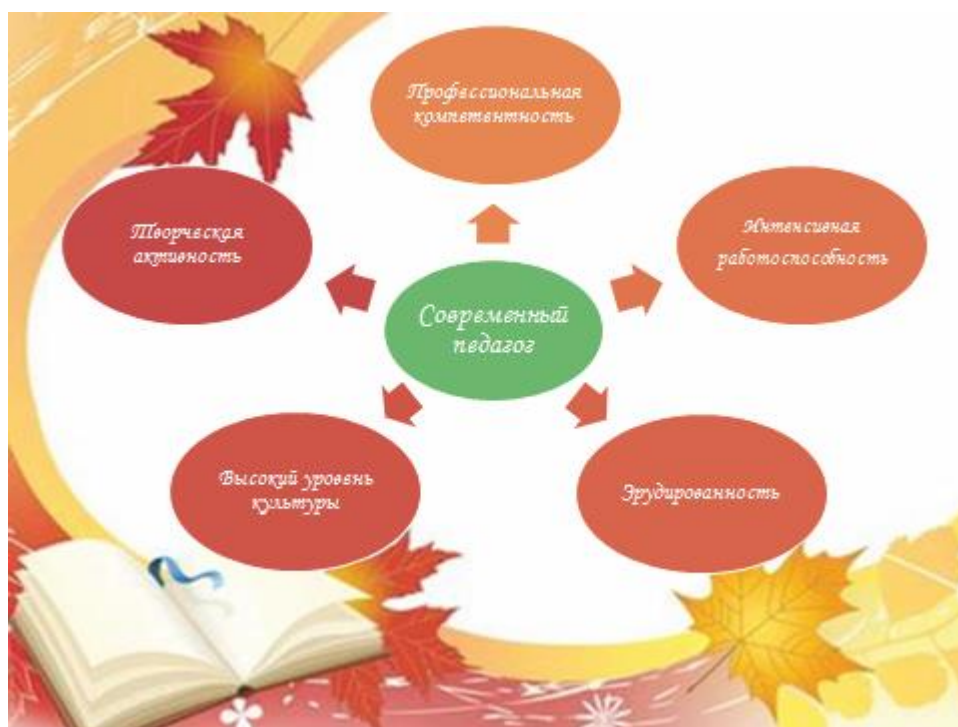 Профессиональная
компетентность
Творческая
активность
Интенсивная
работоспособность
Современный
педагог
Высокий уровень
культуры
Эрудированность